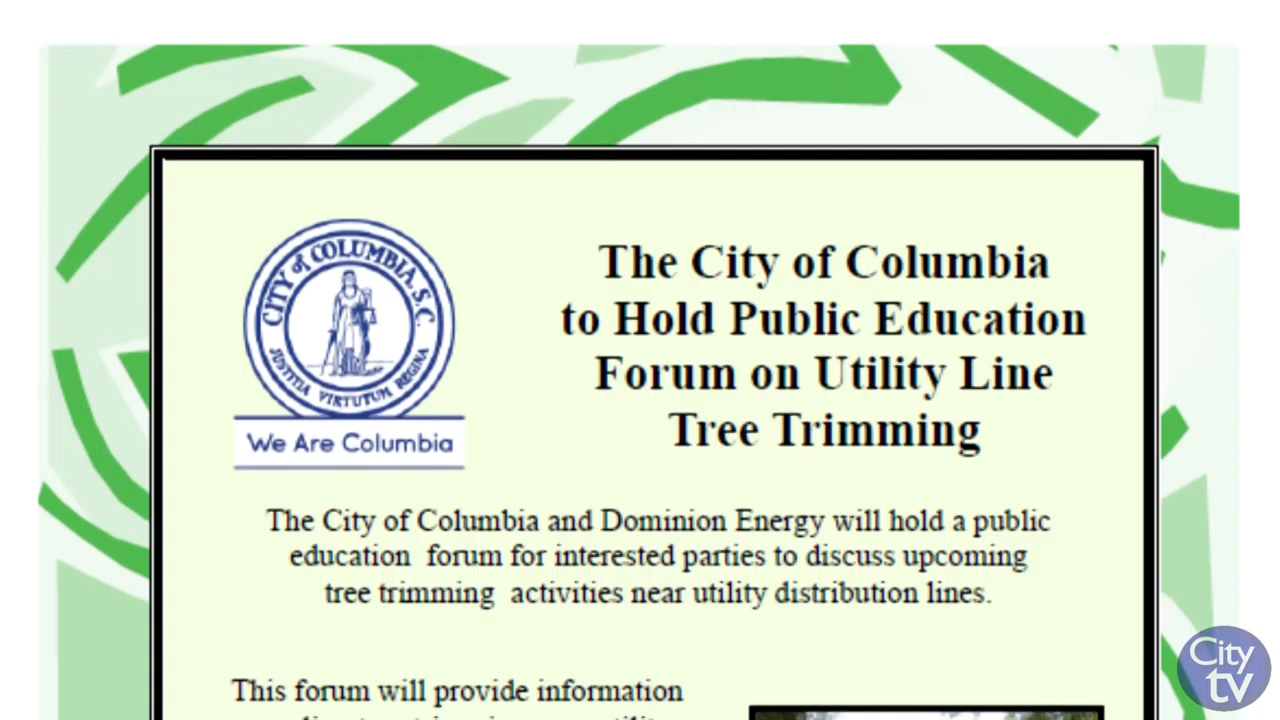 CITY of COLUMBIA, S.C.
JUSTITIA VIRTUTUM REGINA
We Are Columbia
The City of Columbia
to Hold Public Education
Forum on Utility Line
Tree Trimming
The City of Columbia and Dominion Energy will hold a public
education forum for interested parties to discuss upcoming
tree trimming activities near utility distribution lines.
This forum will provide information
City
tv